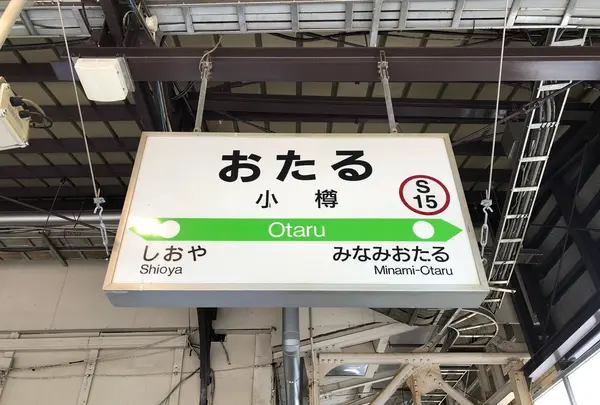 おたる
小樽
S
15
Otaru
しおや
Shioya
みなみおたる
Minami-Otaru